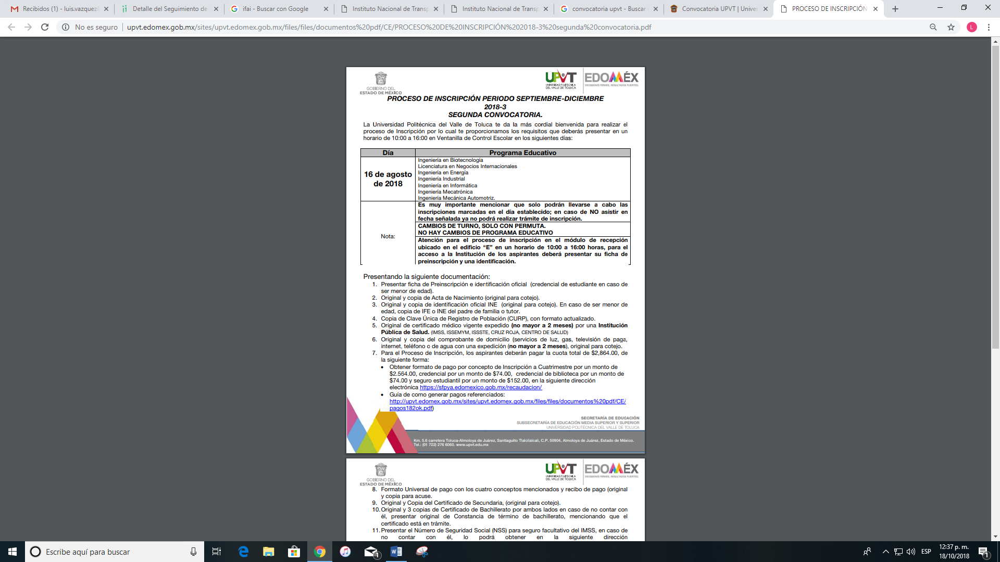 Recibidos (1) - luis.vazquez
Detalle del Seguimiento de
ifai - Buscar con Google
Instituto Nacional de Transp
Instituto Nacional de Transp
convocatoria upvt - Buscar
Convocatoria UPVT | Univer
PROCESO DE INSCRIPCIÓN
No es seguro | upvt.edomex.gob.mx/sites/upvt.edomex.gob.mx/files/files/documentos%20pdf/CE/PROCESO%20DE%20INSCRIPCIÓN%202018-3%20segunda%20convocatoria.pdf
L
GOBIERNO DEL
ESTADO DE MÉXICO
UPVT
UNIVERSIDAD POLITÉCNICA
DEL VALLE DE TOLUCA
EDOMÉX
DECISIONES FIRMES, RESULTADOS FUERTES.
PROCESO DE INSCRIPCIÓN PERIODO SEPTIEMBRE-DICIEMBRE
2018-3
SEGUNDA CONVOCATORIA.
La Universidad Politécnica del Valle de Toluca te da la más cordial bienvenida para realizar el
proceso de Inscripción por lo cual te proporcionamos los requisitos que deberás presentar en un
horario de 10:00 a 16:00 en Ventanilla de Control Escolar en los siguientes días:
Día
Programa Educativo
16 de agosto
de 2018
Ingeniería en Biotecnología
Licenciatura en Negocios Internacionales
Ingeniería en Energía
Ingeniería Industrial
Ingeniería en Informática
Ingeniería Mecatrónica
Ingeniería Mecánica Automotriz.
Nota:
Es muy importante mencionar que solo podrán llevarse a cabo las
inscripciones marcadas en el día establecido; en caso de NO asistir en
fecha señalada ya no podrá realizar trámite de inscripción.
CAMBIOS DE TURNO, SOLO CON PERMUTA.
NO HAY CAMBIOS DE PROGRAMA EDUCATIVO
Atención para el proceso de inscripción en el módulo de recepción
ubicado en el edificio “E” en un horario de 10:00 a 16:00 horas, para el
acceso a la Institución de los aspirantes deberá presentar su ficha de
preinscripción y una identificación.
Presentando la siguiente documentación:
1. Presentar ficha de Preinscripción e identificación oficial (credencial de estudiante en caso de
ser menor de edad).
2. Original y copia de Acta de Nacimiento (original para cotejo).
3. Original y copia de identificación oficial INE (original para cotejo). En caso de ser menor de
edad, copia de IFE o INE del padre de familia o tutor.
4. Copia de Clave Única de Registro de Población (CURP), con formato actualizado.
5. Original de certificado médico vigente expedido (no mayor a 2 meses) por una Institución
Pública de Salud. (IMSS, ISSEMYM, ISSSTE, CRUZ ROJA, CENTRO DE SALUD)
6. Original y copia del comprobante de domicilio (servicios de luz, gas, televisión de paga,
internet, teléfono o de agua con una expedición (no mayor a 2 meses), original para cotejo.
7. Para el Proceso de Inscripción, los aspirantes deberán pagar la cuota total de $2,864.00, de
la siguiente forma:
• Obtener formato de pago por concepto de Inscripción a Cuatrimestre por un monto de
$2.564.00, credencial por un monto de $74.00, credencial de biblioteca por un monto de
$74.00 y seguro estudiantil por un monto de $152.00, en la siguiente dirección
electrónica https://sfpya.edomexico.gob.mx/recaudacion/
• Guía de como generar pagos referenciados:
http://upvt.edomex.gob.mx/sites/upvt.edomex.gob.mx/files/files/documentos%20pdf/CE/
pagos182ok.pdf)
SECRETARÍA DE EDUCACIÓN
SUBSECRETARÍA DE EDUCACIÓN MEDIA SUPERIOR Y SUPERIOR
UNIVERSIDAD POLITÉCNICA DEL VALLE DE TOLUCA
Km. 5.6 carretera Toluca-Almoloya de Juárez, Santiaguito Tlalcilalcali, C.P. 50904, Almoloya de Juárez, Estado de México.
Tel.: (01 722) 276 6060. www.upvt.edu.mx
GOBIERNO DEL
ESTADO DE MÉXICO
UPVT
UNIVERSIDAD POLITÉCNICA
DEL VALLE DE TOLUCA
EDOMÉX
DECISIONES FIRMES, RESULTADOS FUERTES.
8. Formato Universal de pago con los cuatro conceptos mencionados y recibo de pago (original
y copia para acuse.
9. Original y Copia del Certificado de Secundaria, (original para cotejo).
10. Original y 3 copias de Certificado de Bachillerato por ambos lados en caso de no contar con
él, presentar original de Constancia de término de bachillerato, mencionando que el
certificado está en trámite.
11. Presentar el Número de Seguridad Social (NSS) para seguro facultativo del IMSS, en caso de
no contar con él, lo podrá obtener en la siguiente dirección
Escribe aquí para buscar
1
ESP
12:37 p. m.
18/10/2018
1